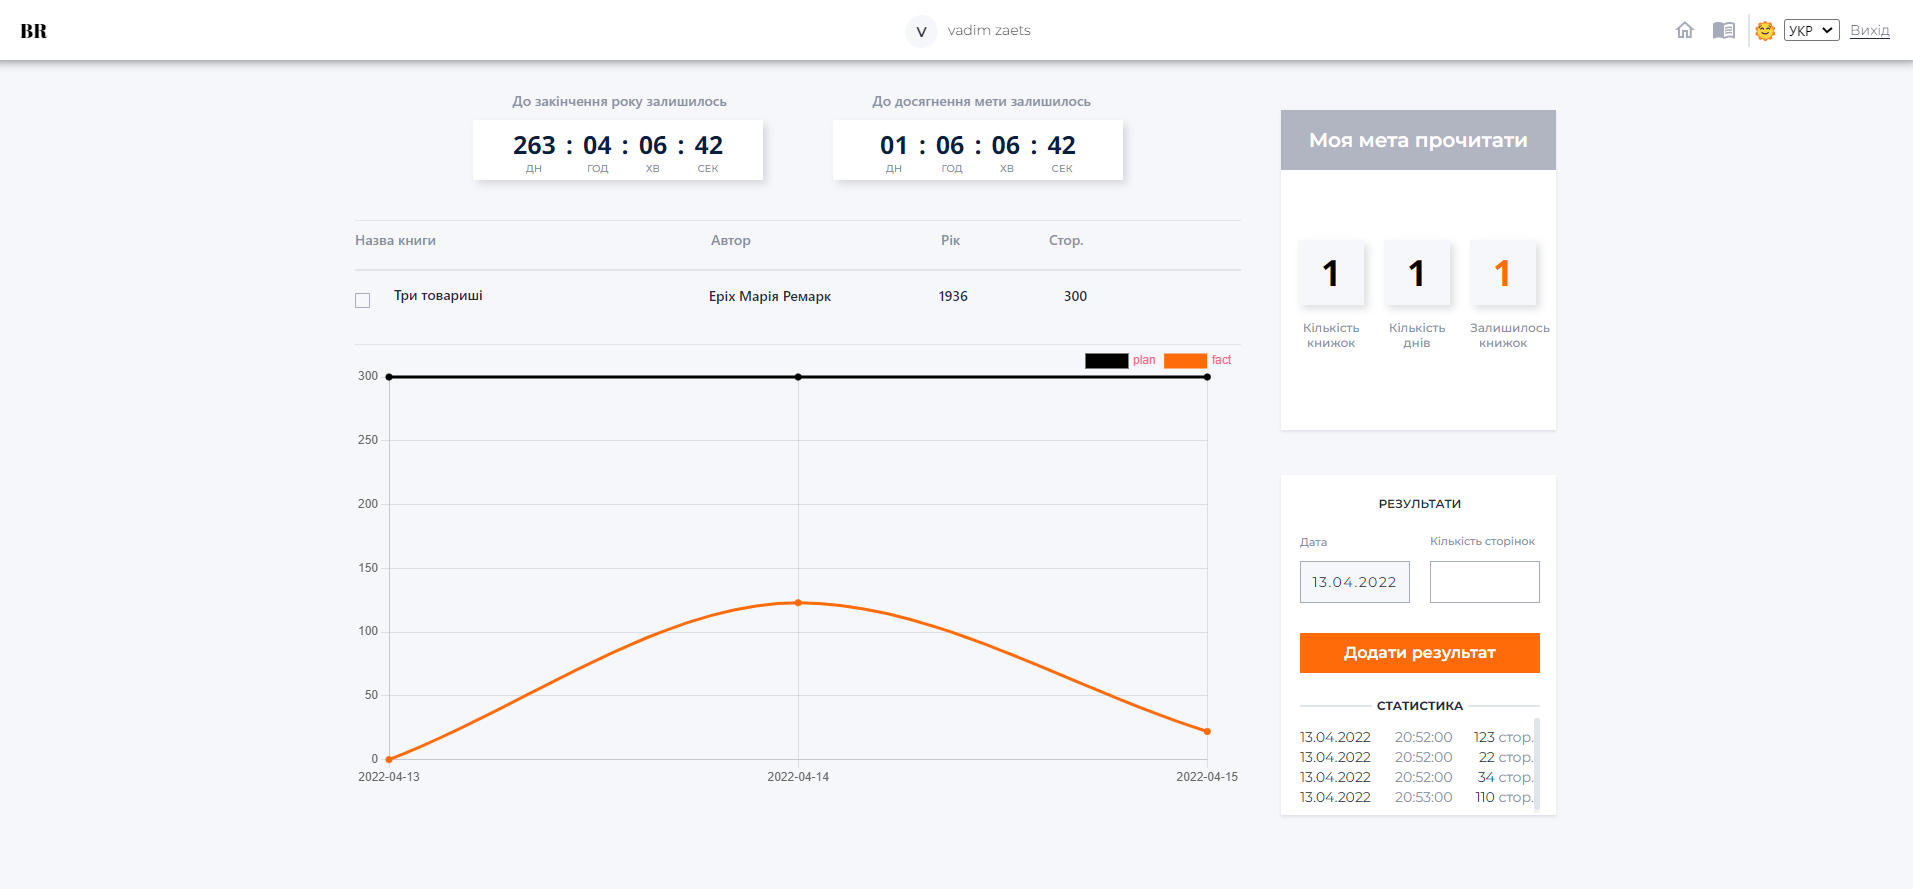 BR
V vadim zaets
УКР Вихід
До закінчення року залишилось
263 : 04 : 06 : 42
ДН ГОД ХВ СЕК
До досягнення мети залишилось
01 : 06 : 06 : 42
ДН ГОД ХВ СЕК
Назва книги Автор Рік Стор.
Три товариші Еріх Марія Ремарк 1936 300
plan fact
300
250
200
150
100
50
0
2022-04-13 2022-04-14 2022-04-15
Моя мета прочитати
1 1 1
Кількість книжок
Кількість днів
Залишилось книжок
РЕЗУЛЬТАТИ
Дата Кількість сторінок
13.04.2022
Додати результат
СТАТИСТИКА
13.04.2022 20:52:00 123 стор.
13.04.2022 20:52:00 22 стор.
13.04.2022 20:52:00 34 стор.
13.04.2022 20:53:00 110 стор.